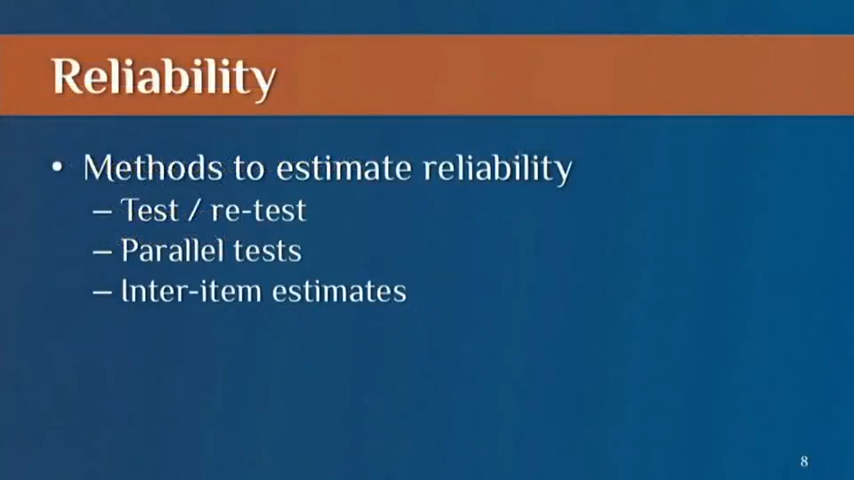 Reliability
• Methods to estimate reliability
– Test / re-test
– Parallel tests
– Inter-item estimates
8